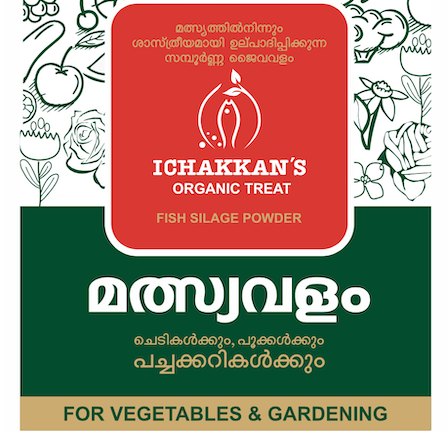 മത്സ്യത്തിൽനിന്നും
ശാസ്ത്രീയമായി ഉല്പാദിപ്പിക്കുന്ന
സമ്പൂർണ്ണ ജൈവവളം
ICHAKKAN'S
ORGANIC TREAT
FISH SILAGE POWDER
മത്സ്യവളം
ചെടികൾക്കും, പൂക്കൾക്കും
പച്ചക്കറികൾക്കും
FOR VEGETABLES & GARDENING